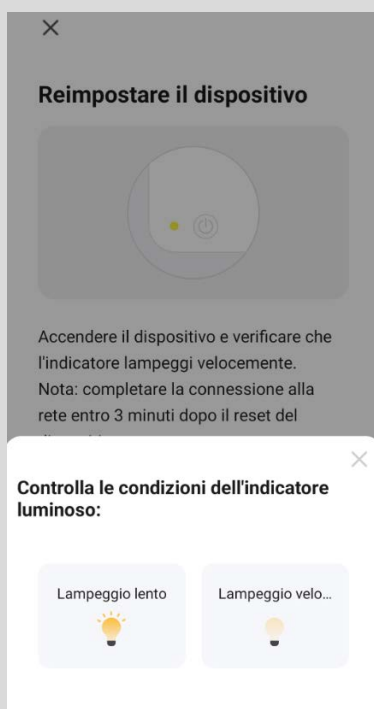 Reimpostare il dispositivo
Accendere il dispositivo e verificare che
l'indicatore lampeggi velocemente.
Nota: completare la connessione alla
rete entro 3 minuti dopo il reset del
Controlla le condizioni dell'indicatore
luminoso:
Lampeggio lento
Lampeggio velo...